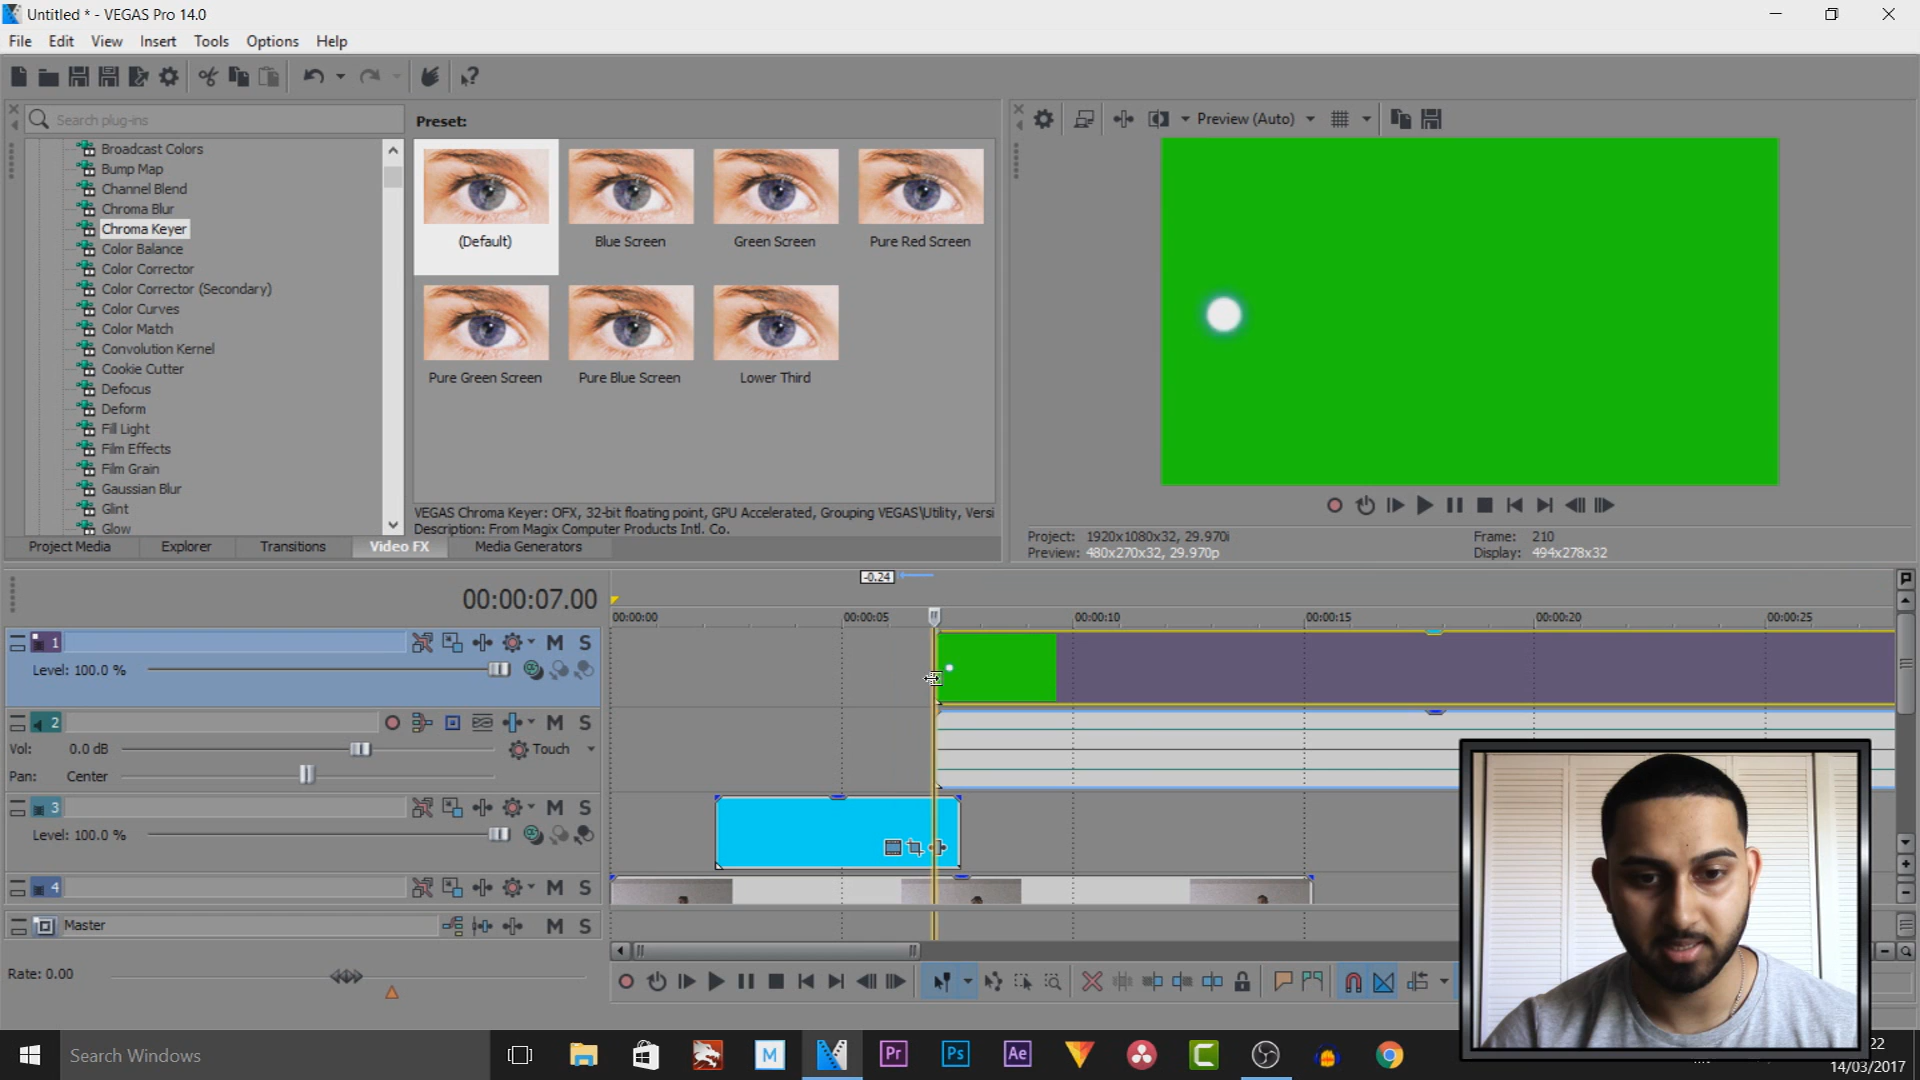 Untitled * - VEGAS Pro 14.0
File Edit View Insert Tools Options Help
Search plug-ins
Preset:
Preview (Auto)
Broadcast Colors
Bump Map
Channel Blend
Chroma Blur
Chroma Keyer
Color Balance
Color Corrector
Color Corrector (Secondary)
Color Curves
Color Match
Convolution Kernel
Cookie Cutter
Defocus
Deform
Fill Light
Film Effects
Film Grain
Gaussian Blur
Glint
Glow
(Default) Blue Screen Green Screen Pure Red Screen
Pure Green Screen Pure Blue Screen Lower Third
VEGAS Chroma Keyer: OFX, 32-bit floating point, GPU Accelerated, Grouping VEGAS\Utility, Versi
Description: From Magix Computer Products Intl. Co.
Project Media Explorer Transitions Video FX Media Generators
Project: 1920x1080x32, 29.970i Frame: 210
Preview: 480x270x32, 29.970p Display: 494x278x32
-0.24
00:00:07.00
00:00:00 00:00:05 00:00:10 00:00:15 00:00:20 00:00:25
1 M S
Level: 100.0 %
2 M S
Vol: 0.0 dB Touch
Pan: Center
3 M S
Level: 100.0 %
4 M S
Master M S
Rate: 0.00
Search Windows
M Pr Ps Ae C
22
14/03/2017